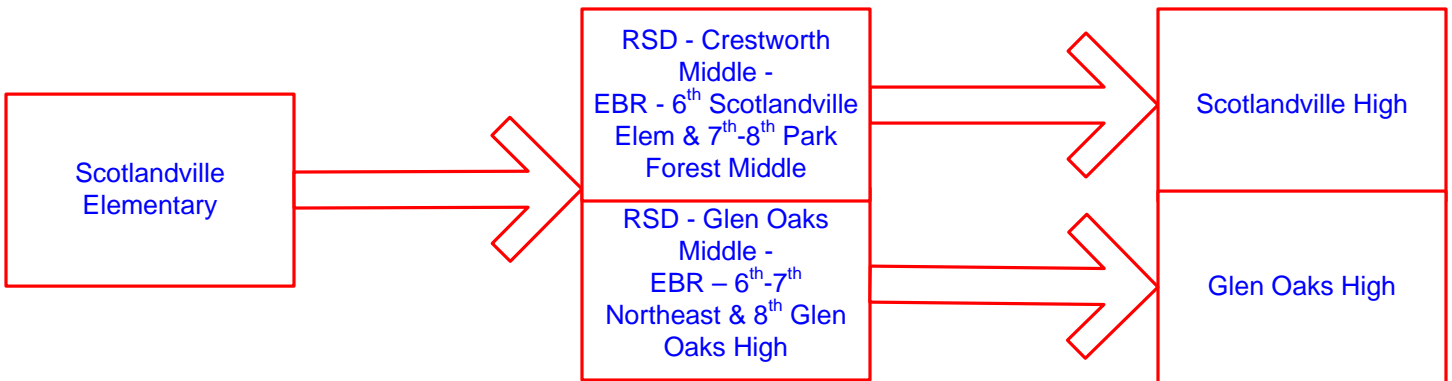 Scotlandville
Elementary
RSD - Crestworth
Middle -
EBR - 6th Scotlandville
Elem & 7th-8th Park
Forest Middle
RSD - Glen Oaks
Middle -
EBR – 6th-7th
Northeast & 8th Glen
Oaks High
Scotlandville High
Glen Oaks High